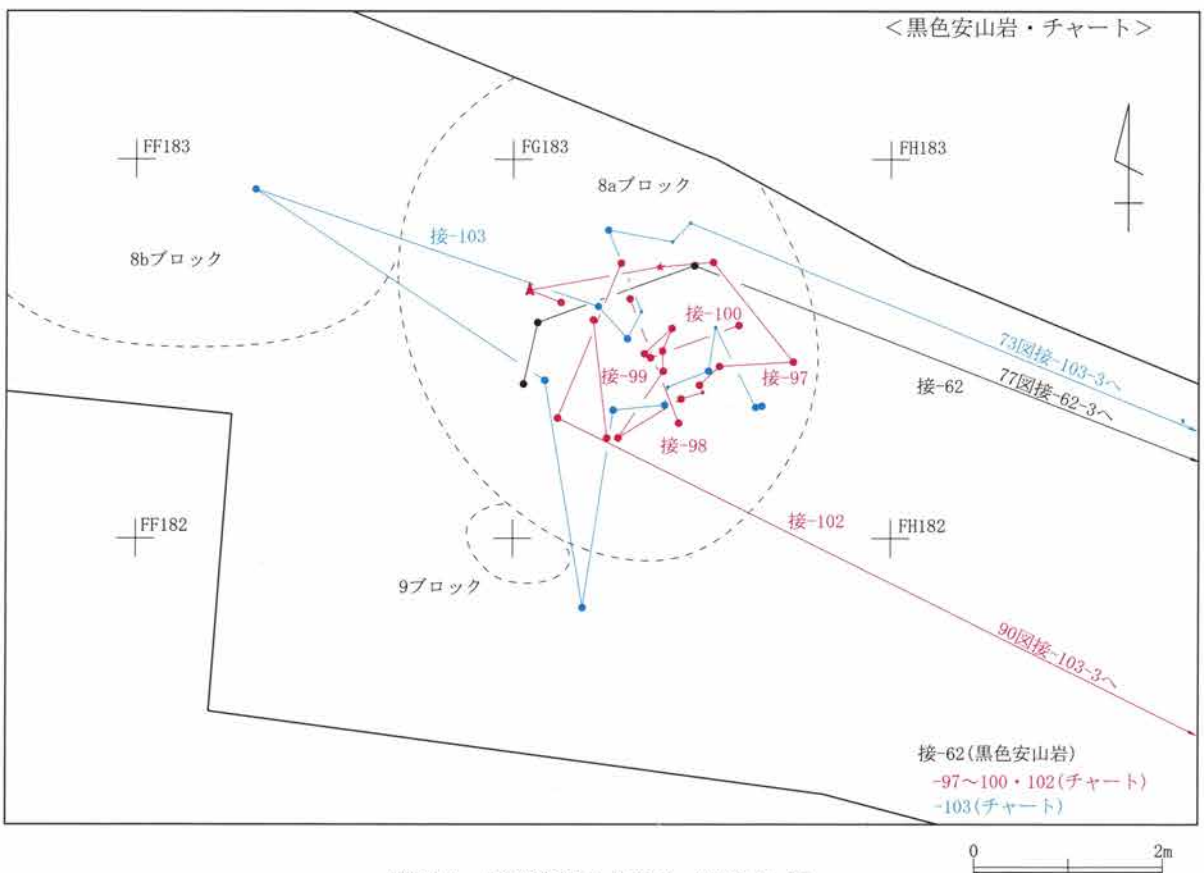 <黒色安山岩・チャート>
FF183
FG183
FH183
8aブロック
接-103
8bブロック
接-100
73図接-103-3へ
接-99
接-97
接-62
77図接-62-3へ
接-98
FF182
接-102
FH182
9ブロック
90図接-103-3へ
接-62(黒色安山岩)
-97～100・102(チャート)
-103(チャート)
0 2m